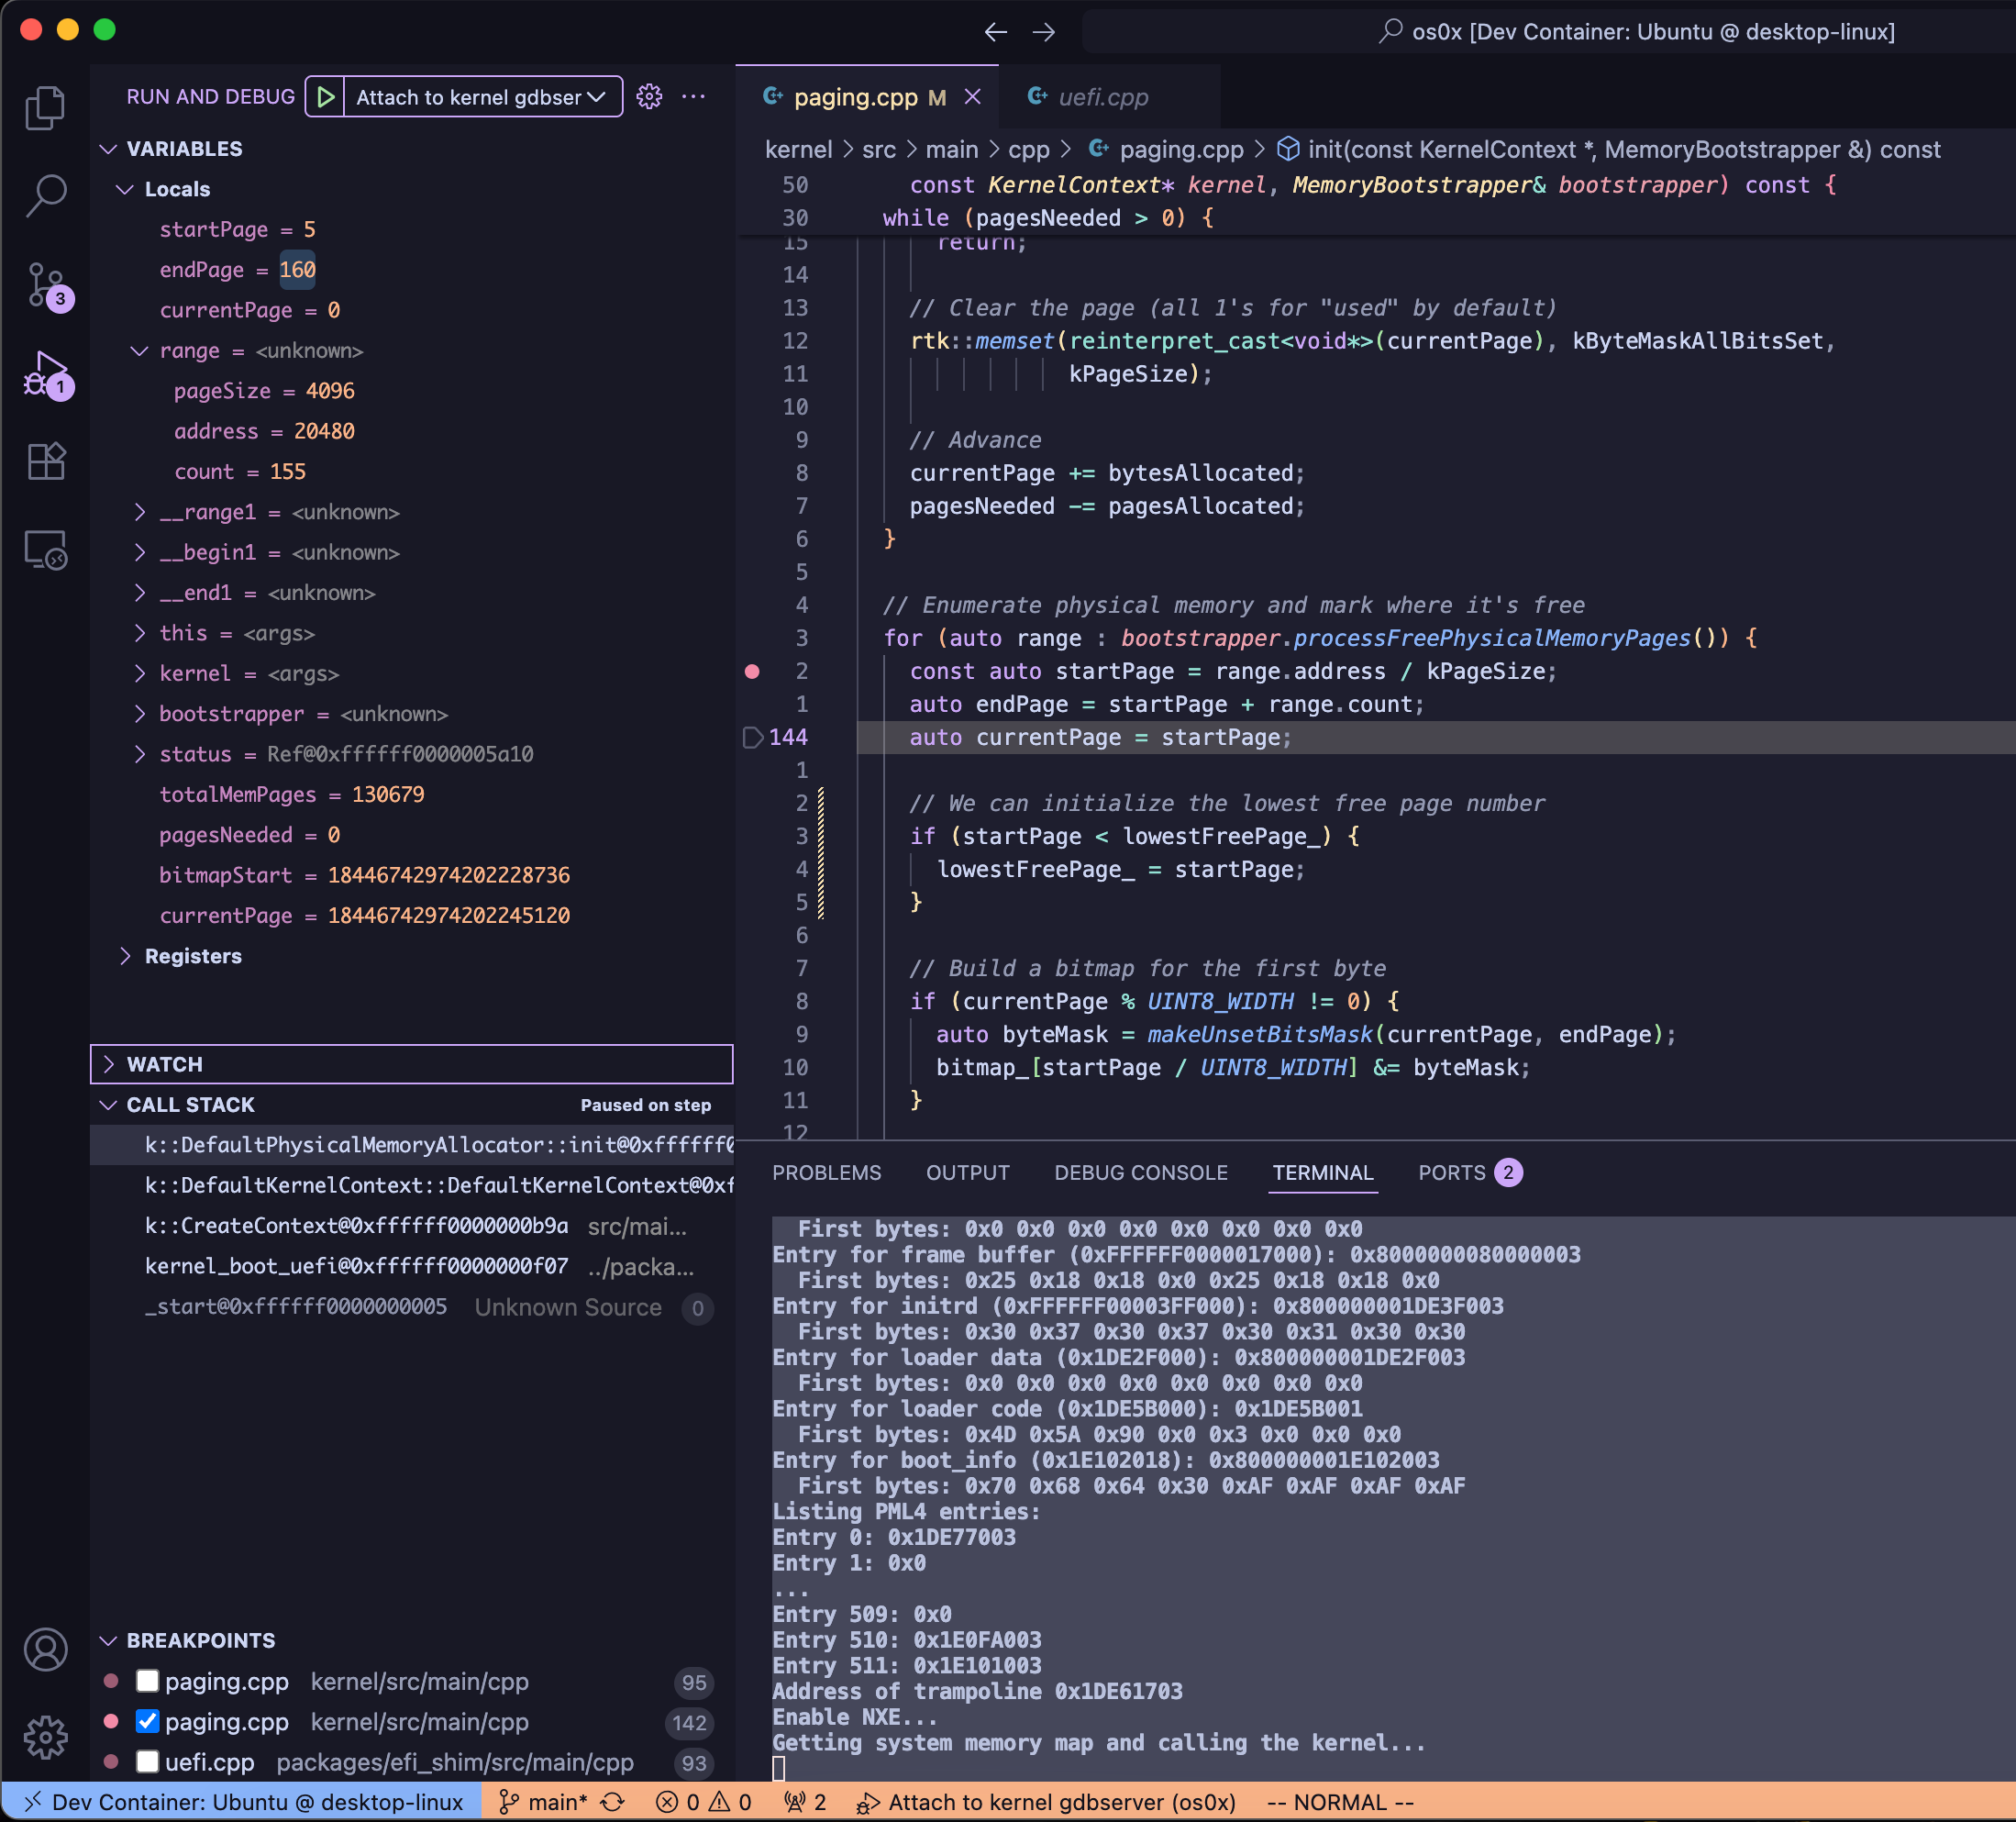 os0x [Dev Container: Ubuntu @ desktop-linux]
RUN AND DEBUG
Attach to kernel gdbser
VARIABLES
Locals
startPage = 5
endPage = 160
currentPage = 0
range = <unknown>
pageSize = 4096
address = 20480
count = 155
__range1 = <unknown>
__begin1 = <unknown>
__end1 = <unknown>
this = <args>
kernel = <args>
bootstrapper = <unknown>
status = Ref@0xffffff0000005a10
totalMemPages = 130679
pagesNeeded = 0
bitmapStart = 18446742974202228736
currentPage = 18446742974202245120
Registers
WATCH
CALL STACK Paused on step
k::DefaultPhysicalMemoryAllocator::init@0xffffff0
k::DefaultKernelContext::DefaultKernelContext@0xf
k::CreateContext@0xffffff0000000b9a src/mai...
kernel_boot_uefi@0xffffff0000000f07 ../packa...
_start@0xffffff0000000005 Unknown Source 0
BREAKPOINTS
paging.cpp kernel/src/main/cpp 95
paging.cpp kernel/src/main/cpp 142
uefi.cpp packages/efi_shim/src/main/cpp 93
3
1
paging.cpp M
uefi.cpp
kernel > src > main > cpp > paging.cpp > init(const KernelContext *, MemoryBootstrapper &) const
50 const KernelContext* kernel, MemoryBootstrapper& bootstrapper) const {
30 while (pagesNeeded > 0) {
15 return;
14
13 // Clear the page (all 1's for "used" by default)
12 rtk::memset(reinterpret_cast<void*>(currentPage), kByteMaskAllBitsSet,
11 kPageSize);
10
9 // Advance
8 currentPage += bytesAllocated;
7 pagesNeeded -= pagesAllocated;
6 }
5
4 // Enumerate physical memory and mark where it's free
3 for (auto range : bootstrapper.processFreePhysicalMemoryPages()) {
2 const auto startPage = range.address / kPageSize;
1 auto endPage = startPage + range.count;
144 auto currentPage = startPage;
1
2 // We can initialize the lowest free page number
3 if (startPage < lowestFreePage_) {
4 lowestFreePage_ = startPage;
5 }
6
7 // Build a bitmap for the first byte
8 if (currentPage % UINT8_WIDTH != 0) {
9 auto byteMask = makeUnsetBitsMask(currentPage, endPage);
10 bitmap_[startPage / UINT8_WIDTH] &= byteMask;
11 }
12
PROBLEMS OUTPUT DEBUG CONSOLE TERMINAL PORTS 2
First bytes: 0x0 0x0 0x0 0x0 0x0 0x0 0x0 0x0
Entry for frame buffer (0xFFFFFF0000017000): 0x8000000080000003
First bytes: 0x25 0x18 0x18 0x0 0x25 0x18 0x18 0x0
Entry for initrd (0xFFFFFF00003FF000): 0x800000001DE3F003
First bytes: 0x30 0x37 0x30 0x37 0x30 0x31 0x30 0x30
Entry for loader data (0x1DE2F000): 0x800000001DE2F003
First bytes: 0x0 0x0 0x0 0x0 0x0 0x0 0x0 0x0
Entry for loader code (0x1DE5B000): 0x1DE5B001
First bytes: 0x4D 0x5A 0x90 0x0 0x3 0x0 0x0 0x0
Entry for boot_info (0x1E102018): 0x800000001E102003
First bytes: 0x70 0x68 0x64 0x30 0xAF 0xAF 0xAF 0xAF
Listing PML4 entries:
Entry 0: 0x1DE77003
Entry 1: 0x0
...
Entry 509: 0x0
Entry 510: 0x1E0FA003
Entry 511: 0x1E101003
Address of trampoline 0x1DE61703
Enable NXE...
Getting system memory map and calling the kernel...
Dev Container: Ubuntu @ desktop-linux main* 0 0 2 Attach to kernel gdbserver (os0x) -- NORMAL --